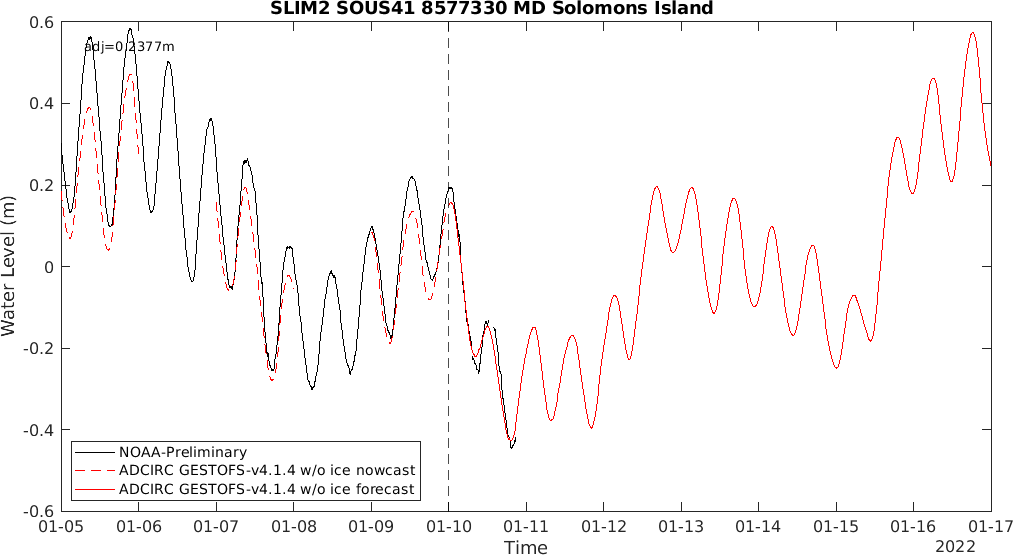 SLIM2 SOUS41 8577330 MD Solomons Island
adj=0.2377m
0.6
0.4
0.2
0
-0.2
-0.4
-0.6
Water Level (m)
NOAA-Preliminary
ADCIRC GESTOFS-v4.1.4 w/o ice nowcast
ADCIRC GESTOFS-v4.1.4 w/o ice forecast
01-05 01-06 01-07 01-08 01-09 01-10 01-11 01-12 01-13 01-14 01-15 01-16 01-17
Time
2022